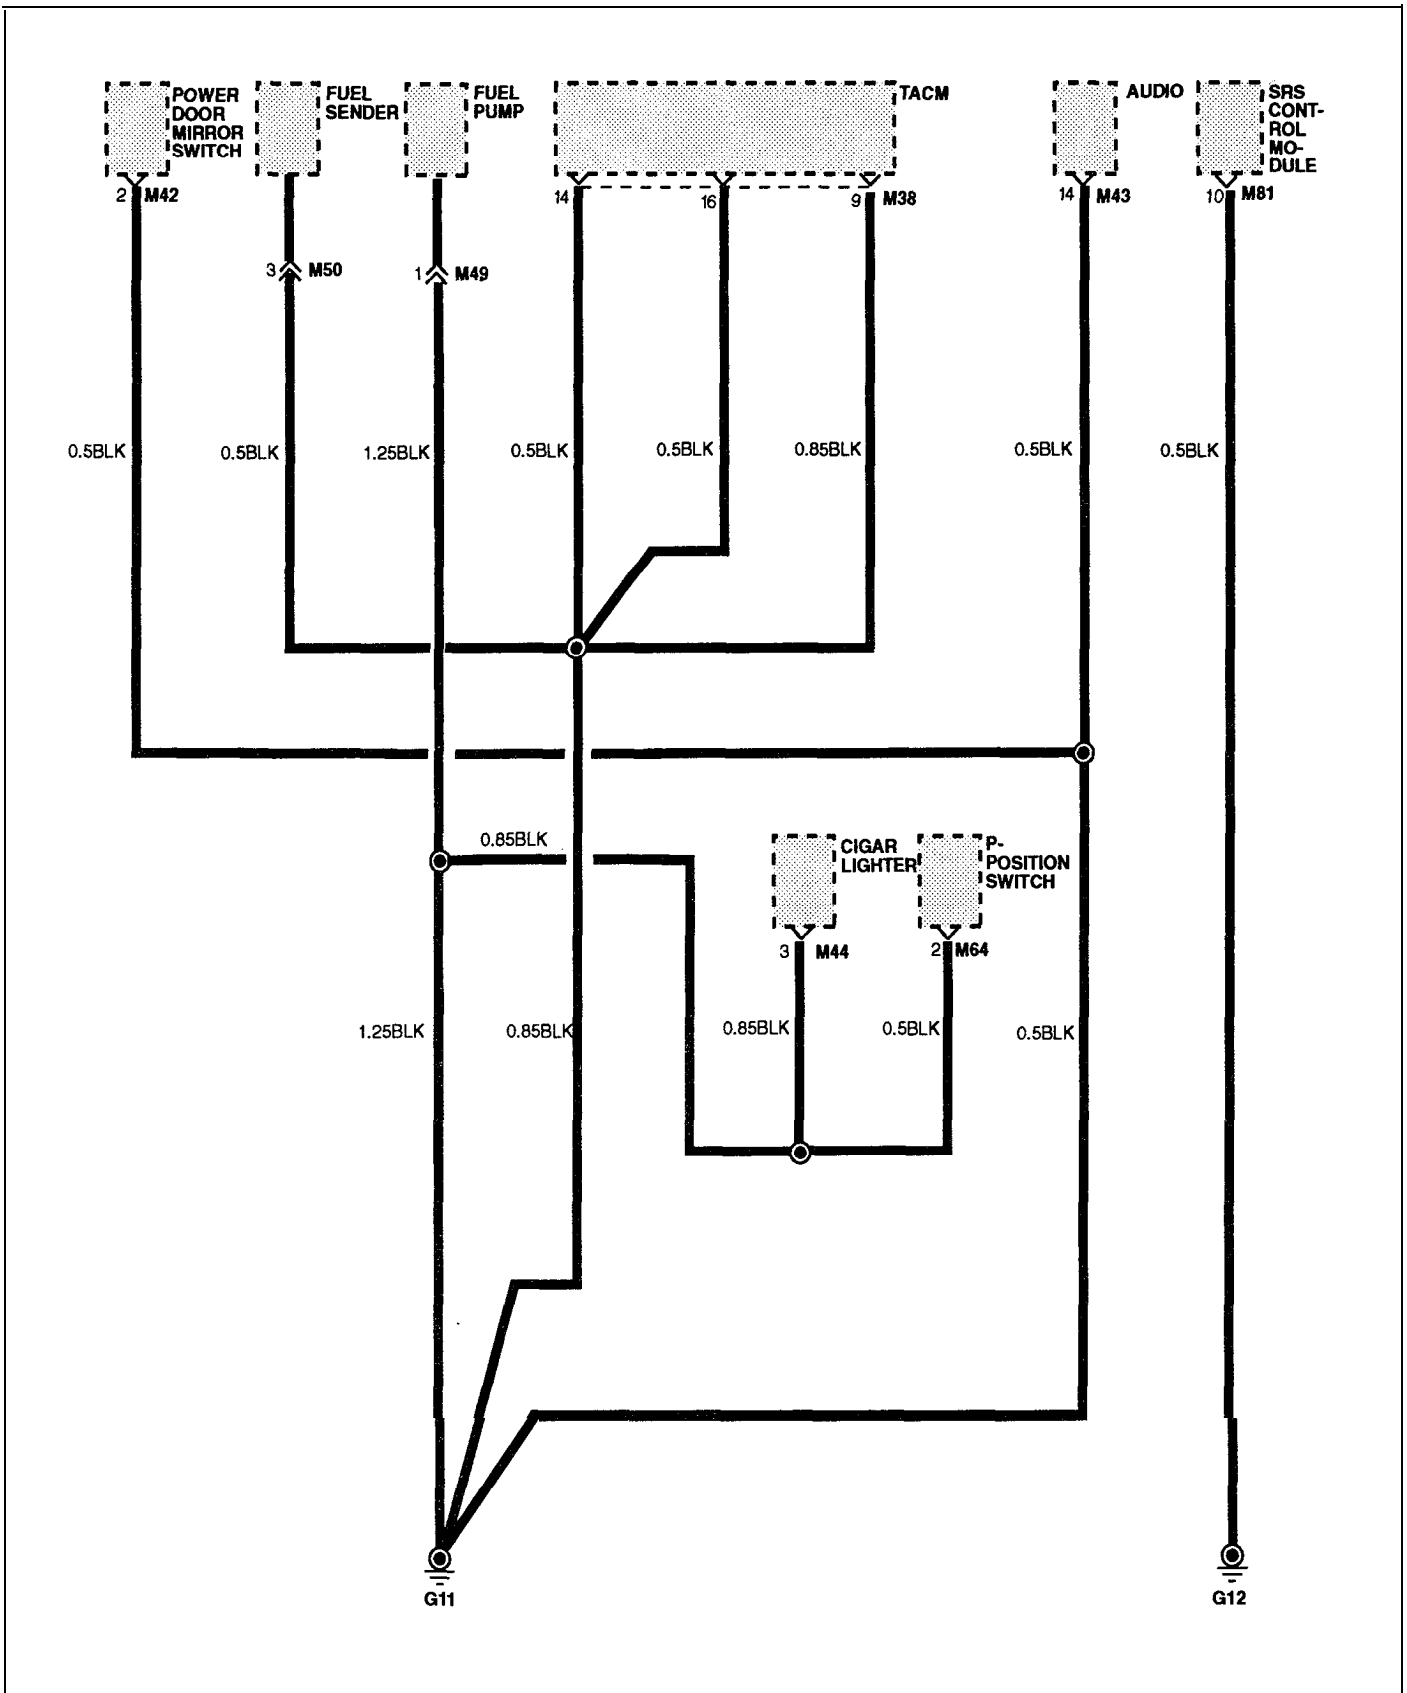 POWER
DOOR
MIRROR
SWITCH
FUEL
SENDER
FUEL
PUMP
TACM
AUDIO
SRS
CONT-
ROL
MO-
DULE
2 M42
14
16
9 M38
14 M43
10 M81
3 M50
1 M49
0.5BLK
0.5BLK
1.25BLK
0.5BLK
0.5BLK
0.85BLK
0.5BLK
0.5BLK
0.85BLK
CIGAR
LIGHTER
P-
POSITION
SWITCH
3 M44
2 M64
1.25BLK
0.85BLK
0.85BLK
0.5BLK
0.5BLK
G11
G12